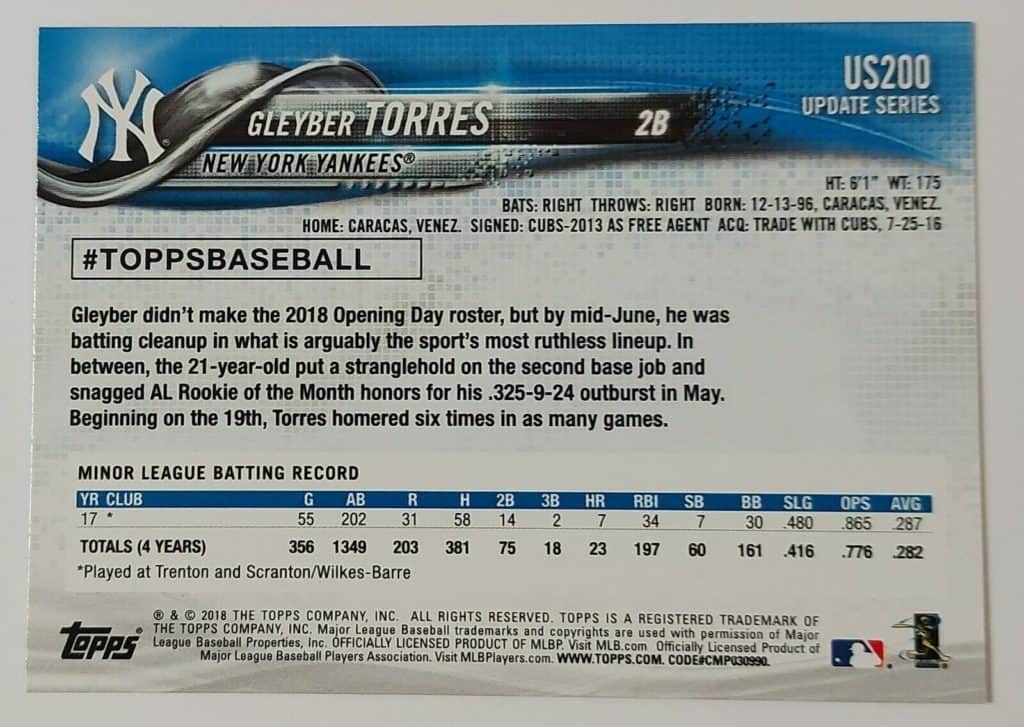 NY
GLEYBER TORRES 2B
US200
UPDATE SERIES
NEW YORK YANKEES®
HT: 6'1" WT: 175
BATS: RIGHT THROWS: RIGHT BORN: 12-13-96, CARACAS, VENEZ.
HOME: CARACAS, VENEZ. SIGNED: CUBS-2013 AS FREE AGENT ACQ: TRADE WITH CUBS, 7-25-16
#TOPPSBASEBALL
Gleyber didn't make the 2018 Opening Day roster, but by mid-June, he was
batting cleanup in what is arguably the sport's most ruthless lineup. In
between, the 21-year-old put a stranglehold on the second base job and
snagged AL Rookie of the Month honors for his .325-9-24 outburst in May.
Beginning on the 19th, Torres homered six times in as many games.
MINOR LEAGUE BATTING RECORD
YR CLUB G AB R H 2B 3B HR RBI SB BB SLG OPS AVG
17 * 55 202 31 58 14 2 7 34 7 30 .480 .865 .287
TOTALS (4 YEARS) 356 1349 203 381 75 18 23 197 60 161 .416 .776 .282
*Played at Trenton and Scranton/Wilkes-Barre
® & © 2018 THE TOPPS COMPANY, INC. ALL RIGHTS RESERVED. TOPPS IS A REGISTERED TRADEMARK OF
THE TOPPS COMPANY, INC. Major League Baseball trademarks and copyrights are used with permission of Major
League Baseball Properties, Inc. OFFICIALLY LICENSED PRODUCT OF MLBP. Visit MLB.com Officially Licensed Product of
Major League Baseball Players Association. Visit MLBPlayers.com. WWW.TOPPS.COM. CODE#CMP030990.
topps®